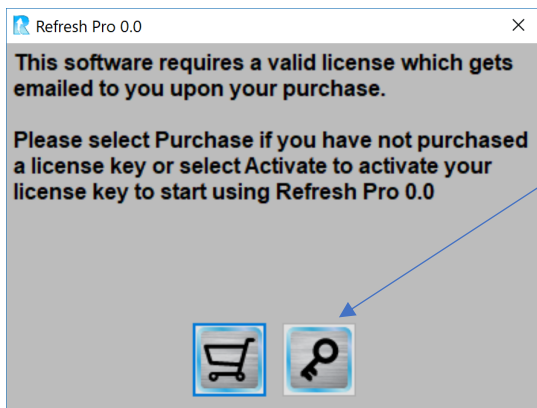 Refresh Pro 0.0
This software requires a valid license which gets
emailed to you upon your purchase.
Please select Purchase if you have not purchased
a license key or select Activate to activate your
license key to start using Refresh Pro 0.0